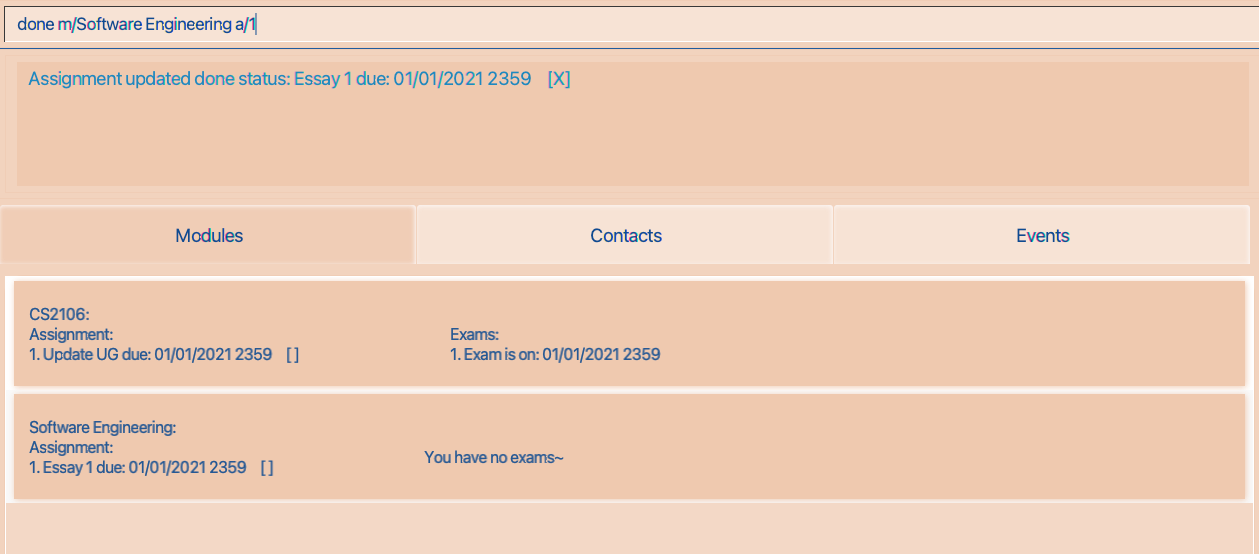 done m/Software Engineering a/1
Assignment updated done status: Essay 1 due: 01/01/2021 2359 [X]
Modules Contacts Events
CS2106:
Assignment: Exams:
1. Update UG due: 01/01/2021 2359 [ ] 1. Exam is on: 01/01/2021 2359
Software Engineering:
Assignment:
You have no exams~
1. Essay 1 due: 01/01/2021 2359 [ ]